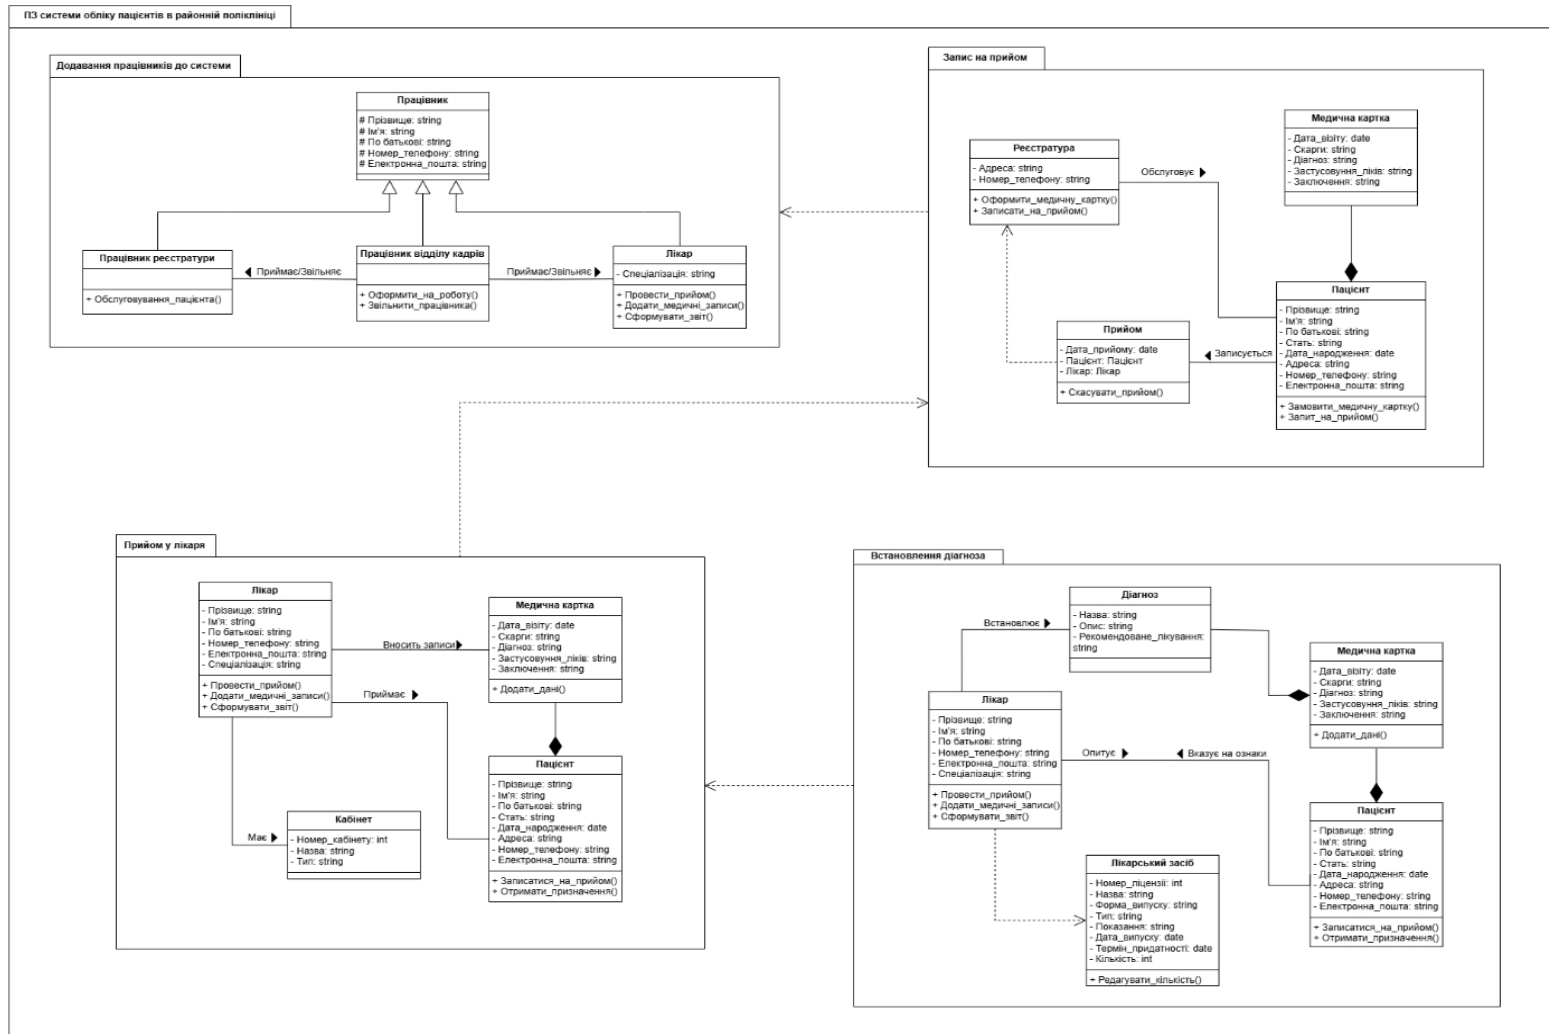 ПЗ системи обліку пацієнтів в районній поліклініці
Додавання працівників до системи
Працівник
# Прізвище: string
# Ім'я: string
# По батькові: string
# Номер_телефону: string
# Електронна_пошта: string
Працівник реєстратури
+ Обслуговування_пацієнта()
Приймає/Звільняє
Працівник відділу кадрів
+ Оформити_на_роботу()
+ Звільнити_працівника()
Приймає/Звільняє
Лікар
- Спеціалізація: string
+ Провести_прийом()
+ Додати_медичні_записи()
+ Сформувати_звіт()
Запис на прийом
Реєстратура
- Адреса: string
- Номер_телефону: string
+ Оформити_медичну_картку()
+ Записати_на_прийом()
Обслуговує
Медична картка
- Дата_візиту: date
- Скарги: string
- Діагноз: string
- Застусовуння_ліків: string
- Заключення: string
Прийом
- Дата_прийому: date
- Пацієнт: Пацієнт
- Лікар: Лікар
+ Скасувати_прийом()
Записується
Пацієнт
- Прізвище: string
- Ім'я: string
- По батькові: string
- Стать: string
- Дата_народження: date
- Адреса: string
- Номер_телефону: string
- Електронна_пошта: string
+ Замовити_медичну_картку()
+ Запит_на_прийом()
Прийом у лікаря
Лікар
- Прізвище: string
- Ім'я: string
- По батькові: string
- Номер_телефону: string
- Електронна_пошта: string
- Спеціалізація: string
+ Провести_прийом()
+ Додати_медичні_записи()
+ Сформувати_звіт()
Вносить записи
Приймає
Медична картка
- Дата_візиту: date
- Скарги: string
- Діагноз: string
- Застусовуння_ліків: string
- Заключення: string
+ Додати_дані()
Має
Кабінет
- Номер_кабінету: int
- Назва: string
- Тип: string
Пацієнт
- Прізвище: string
- Ім'я: string
- По батькові: string
- Стать: string
- Дата_народження: date
- Адреса: string
- Номер_телефону: string
- Електронна_пошта: string
+ Записатися_на_прийом()
+ Отримати_призначення()
Встановлення діагноза
Встановлює
Діагноз
- Назва: string
- Опис: string
- Рекомендоване_лікування:
string
Медична картка
- Дата_візиту: date
- Скарги: string
- Діагноз: string
- Застусовуння_ліків: string
- Заключення: string
+ Додати_дані()
Лікар
- Прізвище: string
- Ім'я: string
- По батькові: string
- Номер_телефону: string
- Електронна_пошта: string
- Спеціалізація: string
+ Провести_прийом()
+ Додати_медичні_записи()
+ Сформувати_звіт()
Опитує
Вказує на ознаки
Пацієнт
- Прізвище: string
- Ім'я: string
- По батькові: string
- Стать: string
- Дата_народження: date
- Адреса: string
- Номер_телефону: string
- Електронна_пошта: string
+ Записатися_на_прийом()
+ Отримати_призначення()
Лікарський засіб
- Номер_ліцензії: int
- Назва: string
- Форма_випуску: string
- Тип: string
- Показання: string
- Дата_випуску: date
- Термін_придатності: date
- Кількість: int
+ Редагувати_кількість()